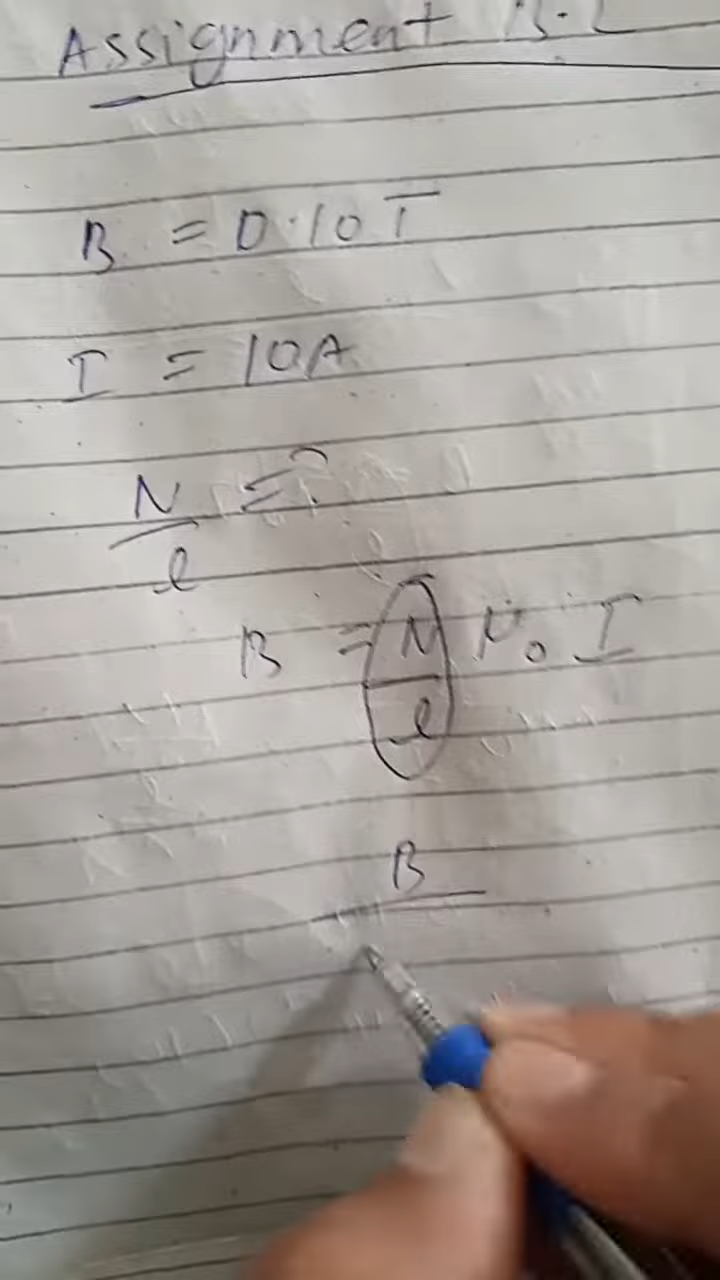 Assignment
B = 0.10 T
I = 10A
N/l = ?
B = N/l μ₀ I
B